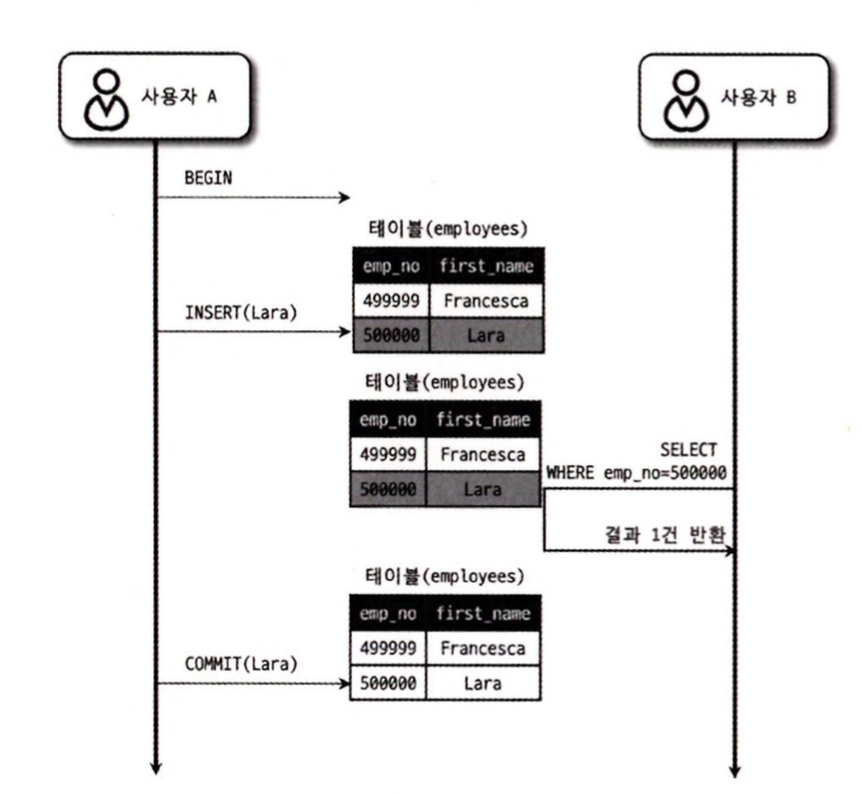 사용자 A
사용자 B
BEGIN
테이블(employees)
emp_no first_name
499999 Francesca
INSERT(Lara)
500000 Lara
테이블(employees)
emp_no first_name
499999 Francesca
500000 Lara
SELECT
WHERE emp_no=500000
결과 1건 반환
테이블(employees)
emp_no first_name
499999 Francesca
COMMIT(Lara)
500000 Lara